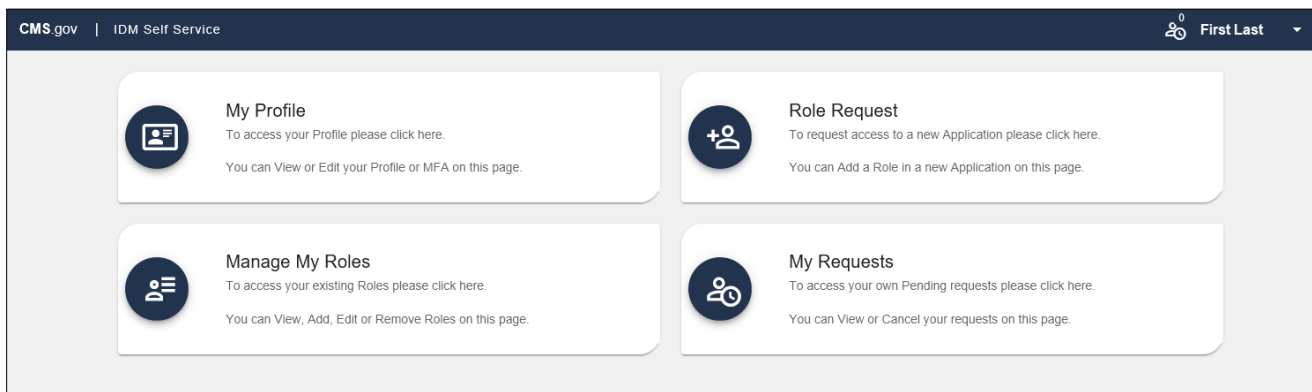 CMS.gov | IDM Self Service
0
First Last
My Profile
To access your Profile please click here.
You can View or Edit your Profile or MFA on this page.
Role Request
To request access to a new Application please click here.
You can Add a Role in a new Application on this page.
Manage My Roles
To access your existing Roles please click here.
You can View, Add, Edit or Remove Roles on this page.
My Requests
To access your own Pending requests please click here.
You can View or Cancel your requests on this page.